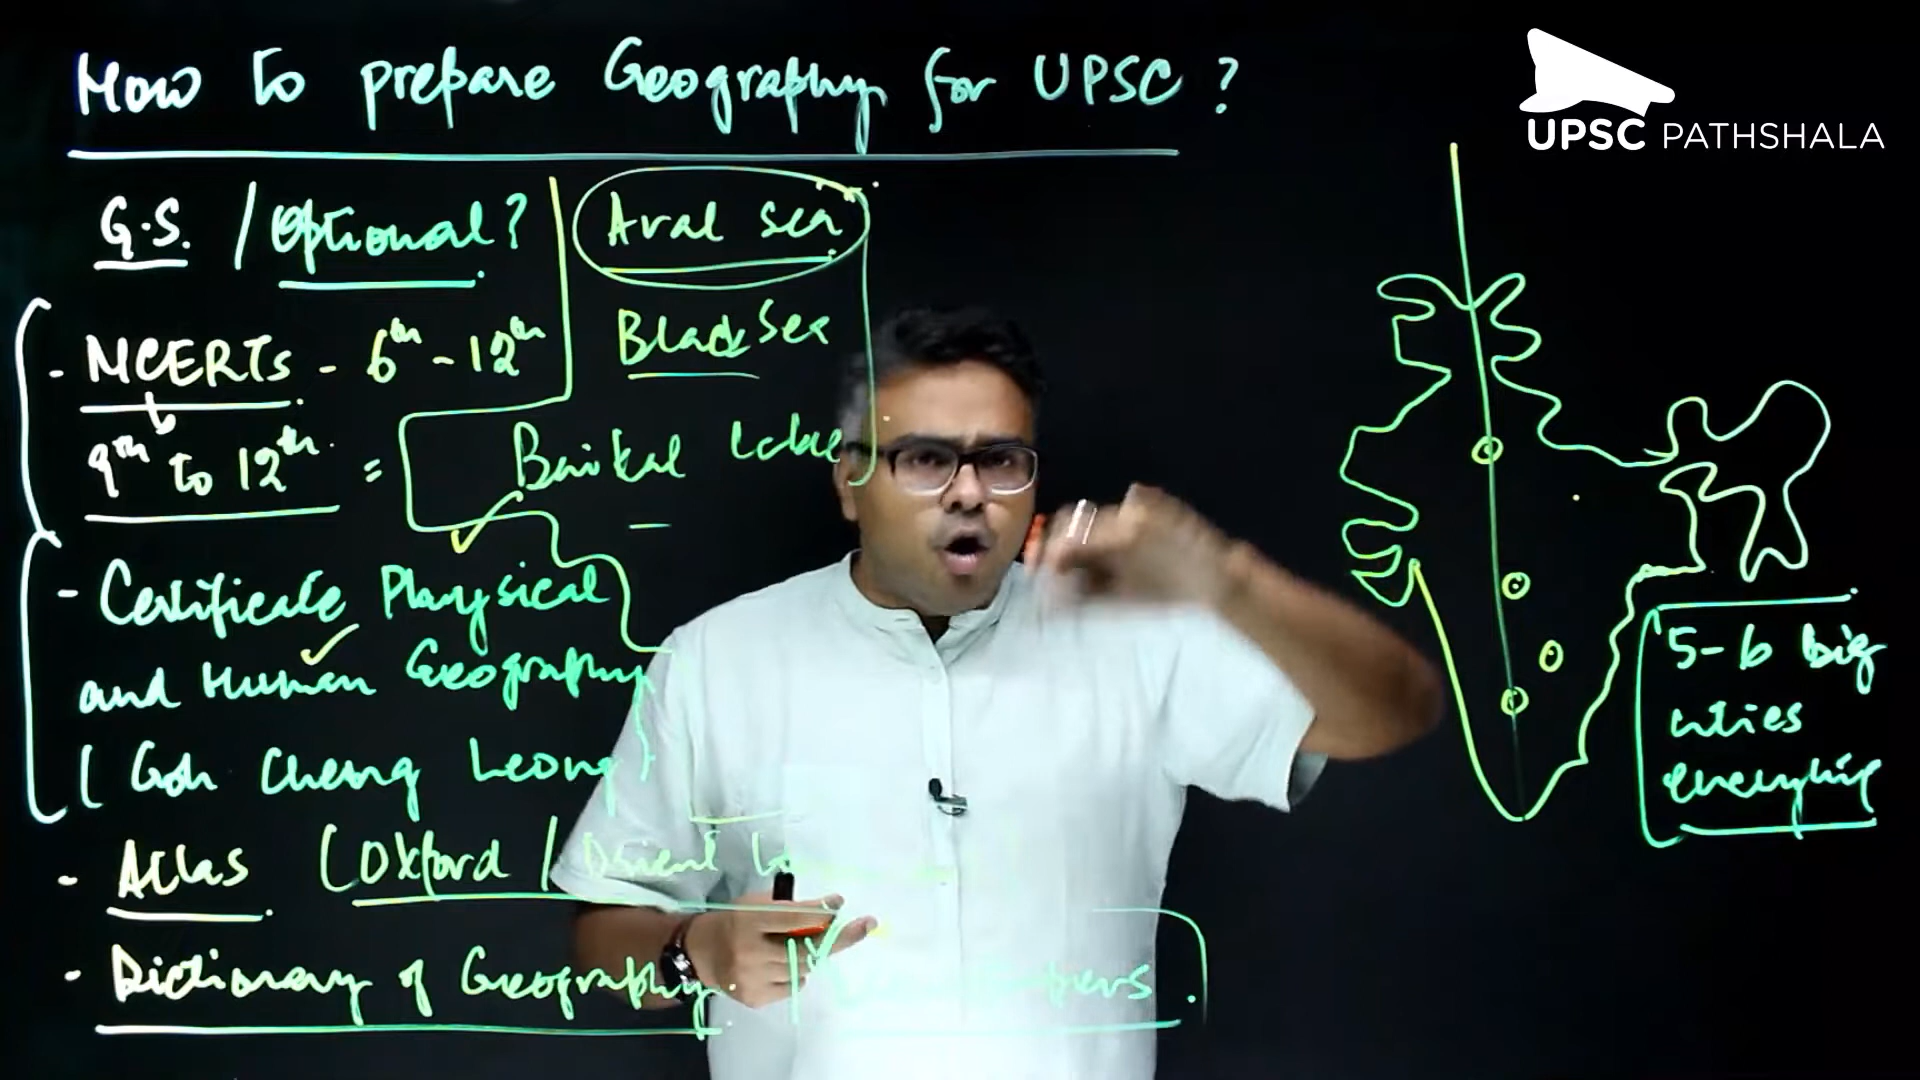 How to prepare Geography for UPSC ?
UPSC PATHSHALA
G.S. / Optional ?
- NCERTs - 6th - 12th
9th to 12th =
Aral Sea
Black Sea
Baikal Lake
- Certificate Physical
and Human Geography
( Goh Cheng Leong )
- Atlas ( Oxford / Orient
- Dictionary of Geography. /
5-6 big
cities
everything